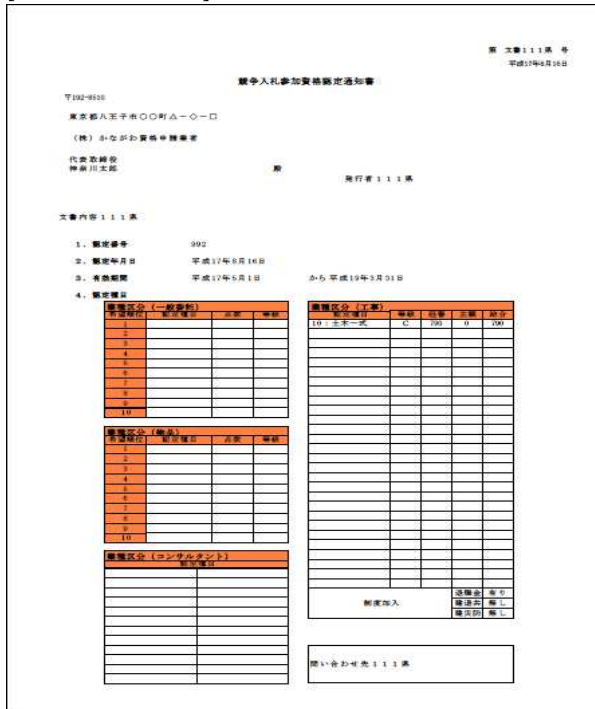 第 文書111県 号
平成17年8月16日
競争入札参加資格認定通知書
〒192-8510
東京都八王子市〇〇町△－◇－□
（株）かながわ資格申請業者
代表取締役
神奈川太郎 殿
発行者１１１県
文書内容１１１県
1．認定番号 992
2．認定年月日 平成17年8月16日
3．有効期間 平成17年5月1日 から 平成19年3月31日
4．認定種目
業種区分（一般委託）
希望順位 認定種目 点数 等級
1
2
3
4
5
6
7
8
9
10
業種区分（物品）
希望順位 認定種目 点数 等級
1
2
3
4
5
6
7
8
9
10
業種区分（コンサルタント）
認定種目
業種区分（工事）
認定種目 等級 経審 主観 総合
10：土木一式 C 790 0 790
制度加入
退職金 有り
建退共 無し
建災防 無し
問い合わせ先１１１県